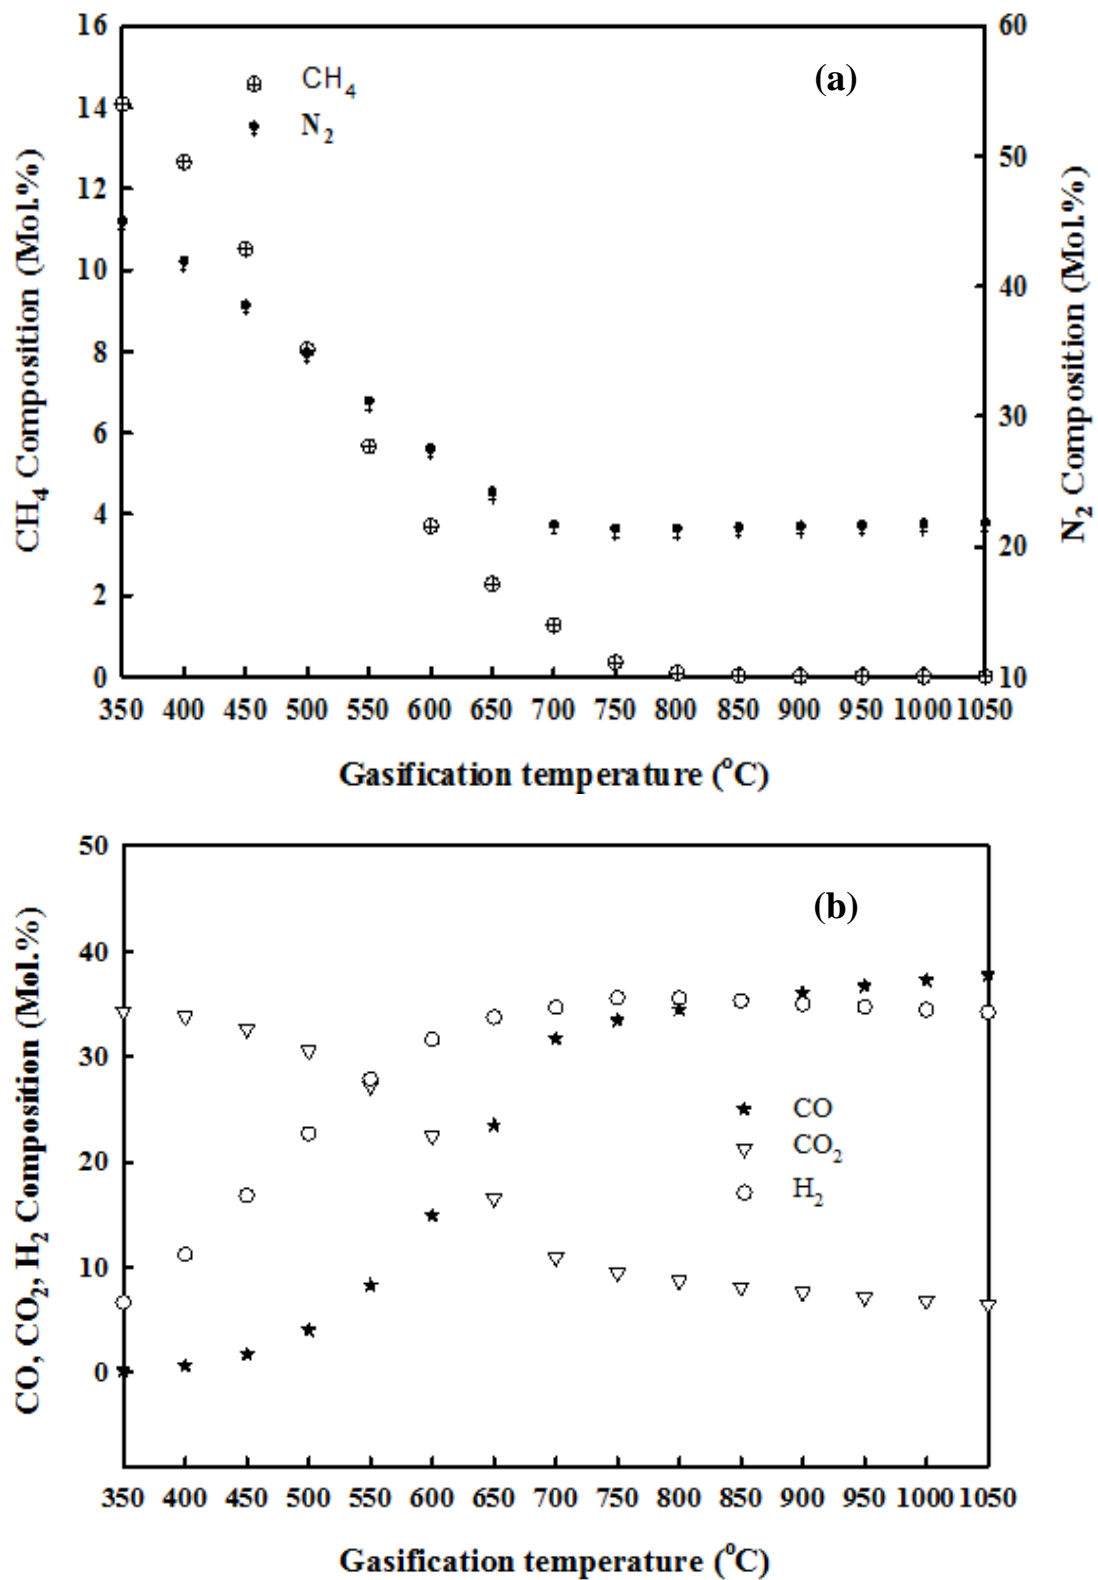 16 60
CH4 (a)
14 N2
50
12
10 40
8
6 30
4
20
2
0 10
350 400 450 500 550 600 650 700 750 800 850 900 950 1000 1050
Gasification temperature (oC)
CH4 Composition (Mol.%)
N2 Composition (Mol.%)
50
(b)
40
30
CO
CO2
20
H2
10
0
350 400 450 500 550 600 650 700 750 800 850 900 950 1000 1050
Gasification temperature (oC)
CO, CO2, H2 Composition (Mol.%)